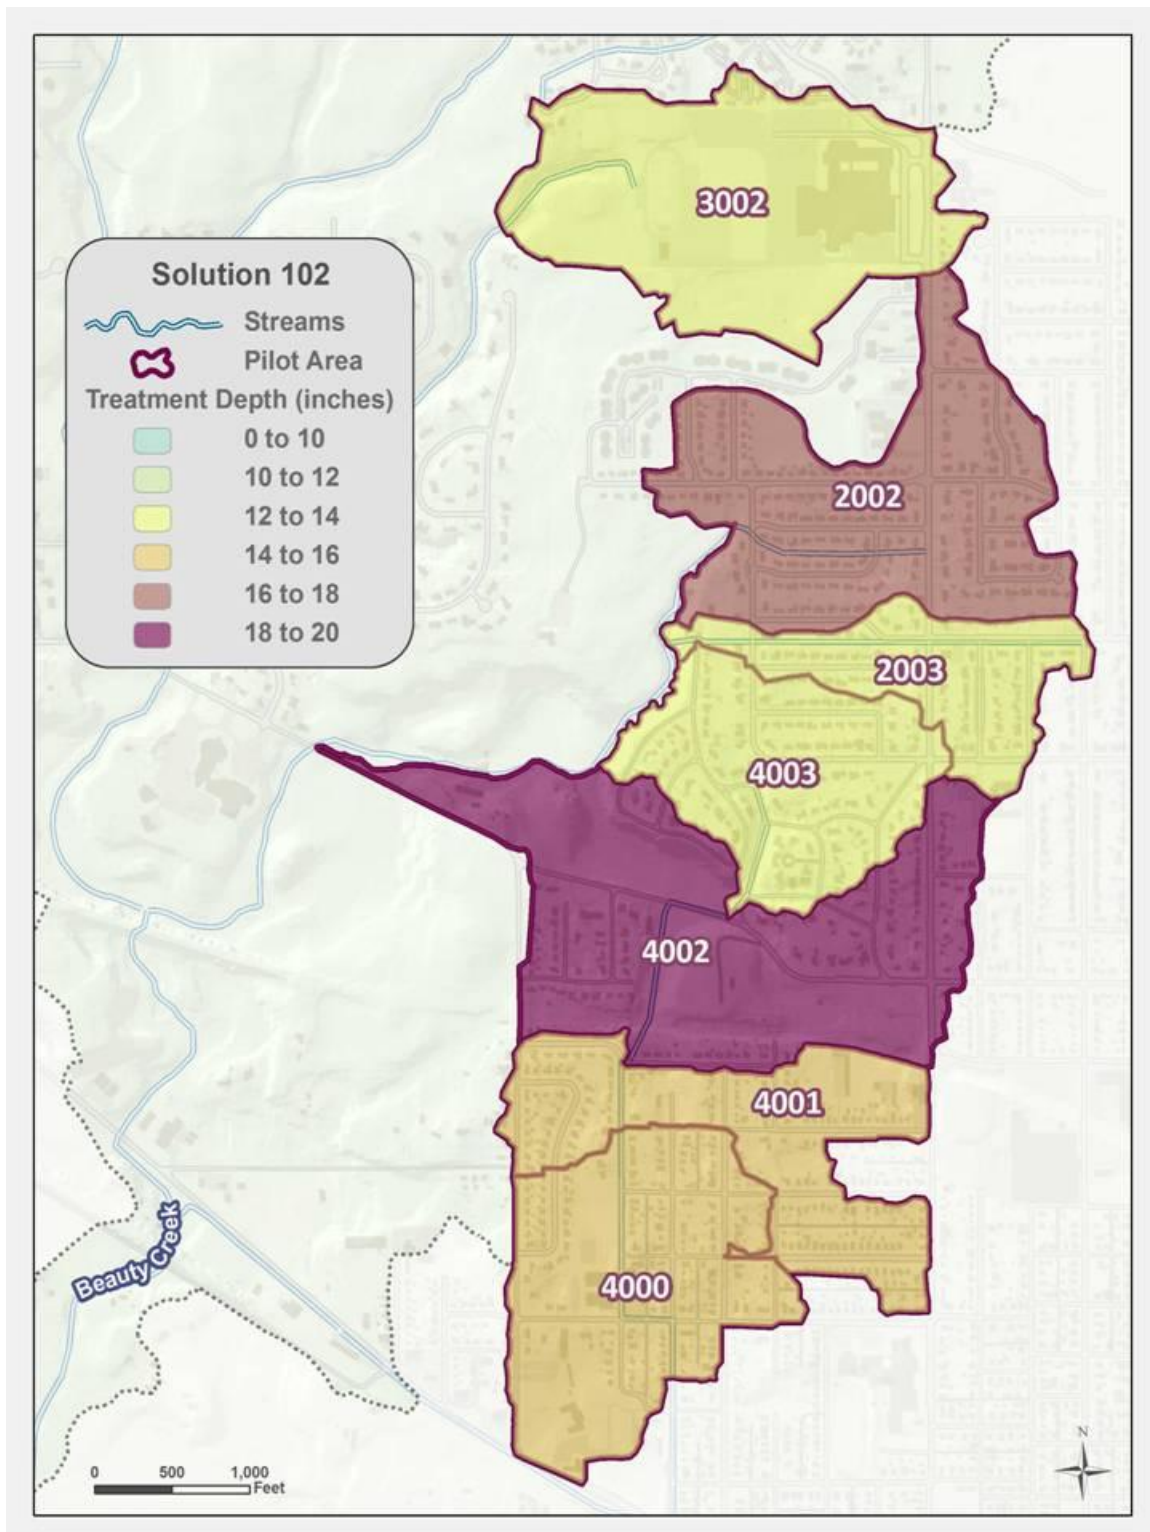 3002
Solution 102
Streams
Pilot Area
Treatment Depth (inches)
0 to 10
10 to 12
12 to 14
14 to 16
16 to 18
18 to 20
2002
2003
4003
4002
4001
4000
Beauty Creek
0 500 1,000
Feet
N